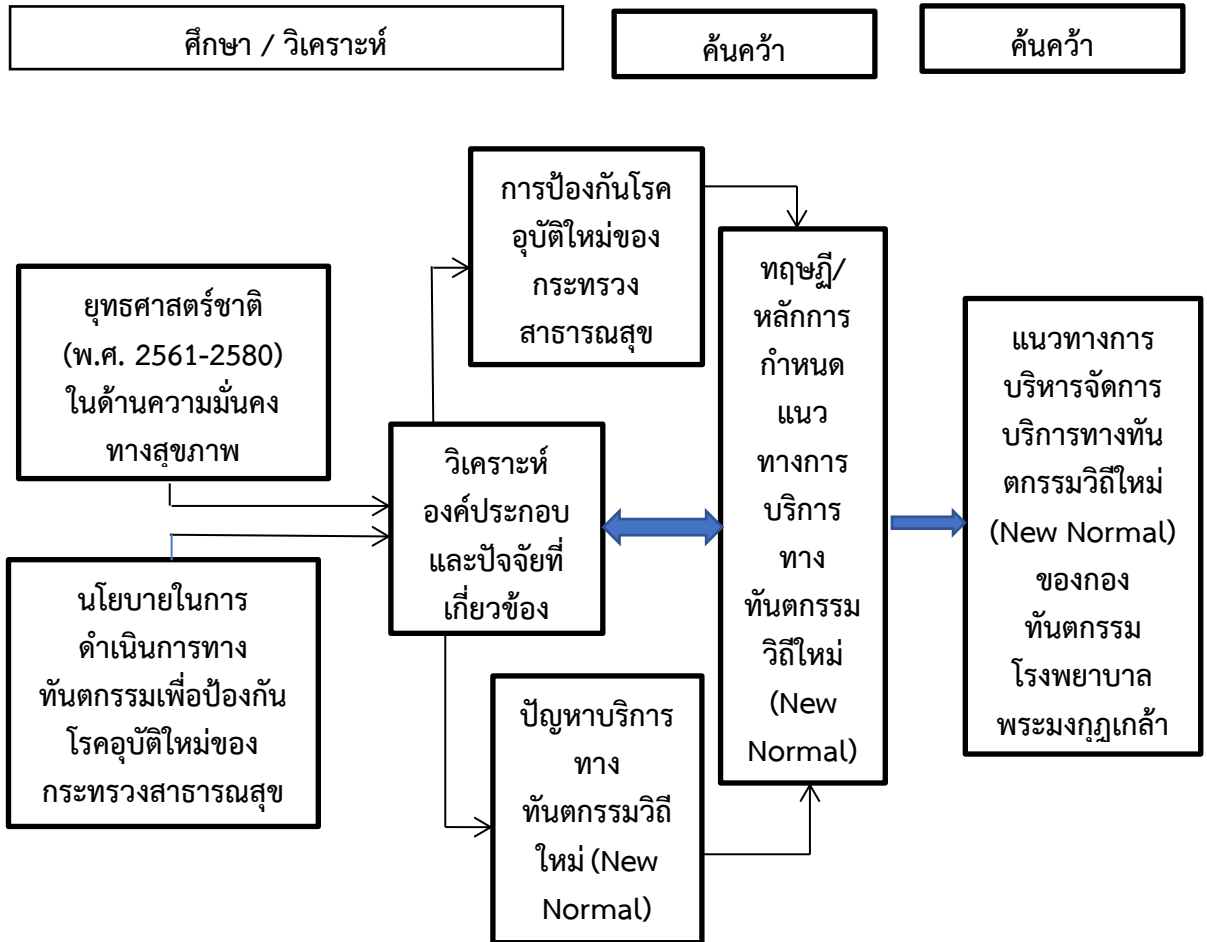 ศึกษา / วิเคราะห์
ค้นคว้า
ค้นคว้า
ยุทธศาสตร์ชาติ
(พ.ศ. 2561-2580)
ในด้านความมั่นคง
ทางสุขภาพ
นโยบายในการ
ดำเนินการทาง
ทันตกรรมเพื่อป้องกัน
โรคอุบัติใหม่ของ
กระทรวงสาธารณสุข
วิเคราะห์
องค์ประกอบ
และปัจจัยที่
เกี่ยวข้อง
การป้องกันโรค
อุบัติใหม่ของ
กระทรวง
สาธารณสุข
ปัญหาบริการ
ทาง
ทันตกรรมวิถี
ใหม่ (New
Normal)
ทฤษฏี/
หลักการ
กำหนด
แนว
ทางการ
บริการ
ทาง
ทันตกรรม
วิถีใหม่
(New
Normal)
แนวทางการ
บริหารจัดการ
บริการทางทัน
ตกรรมวิถีใหม่
(New Normal)
ของกอง
ทันตกรรม
โรงพยาบาล
พระมงกุฎเกล้า